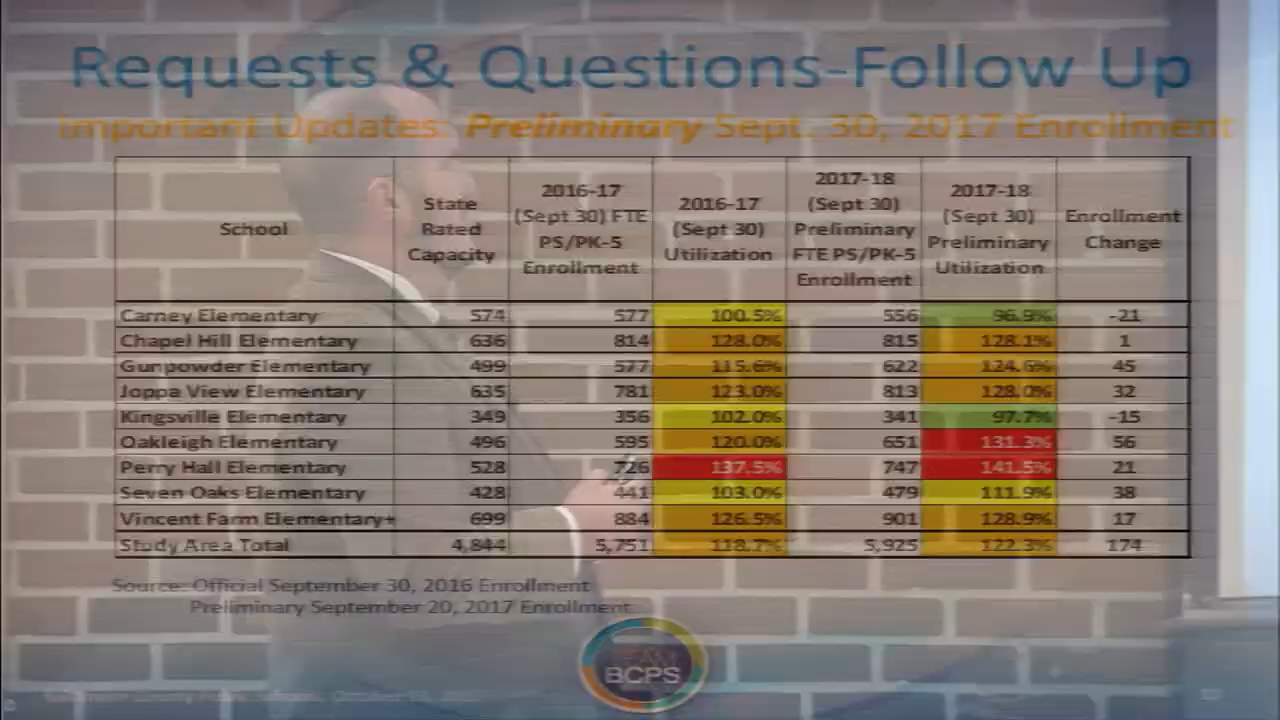 Requests & Questions-Follow Up
Important Updates: Preliminary Sept. 30, 2017 Enrollment
School | State Rated Capacity | 2016-17 (Sept 30) FTE PS/PK-5 Enrollment | 2016-17 (Sept 30) Utilization | 2017-18 (Sept 30) Preliminary FTE PS/PK-5 Enrollment | 2017-18 (Sept 30) Preliminary Utilization | Enrollment Change
Carney Elementary 574 577 100.5% 556 96.9% -21
Chapel Hill Elementary 636 814 128.0% 815 128.1% 1
Gunpowder Elementary 499 577 115.6% 622 124.6% 45
Joppa View Elementary 635 781 123.0% 813 128.0% 32
Kingsville Elementary 349 356 102.0% 341 97.7% -15
Oakleigh Elementary 496 595 120.0% 651 131.3% 56
Perry Hall Elementary 528 726 137.5% 747 141.5% 21
Seven Oaks Elementary 428 441 103.0% 479 111.9% 38
Vincent Farm Elementary+ 699 884 126.5% 901 128.9% 17
Study Area Total 4,844 5,751 118.7% 5,925 122.3% 174
Source: Official September 30, 2016 Enrollment
Preliminary September 20, 2017 Enrollment
BCPS